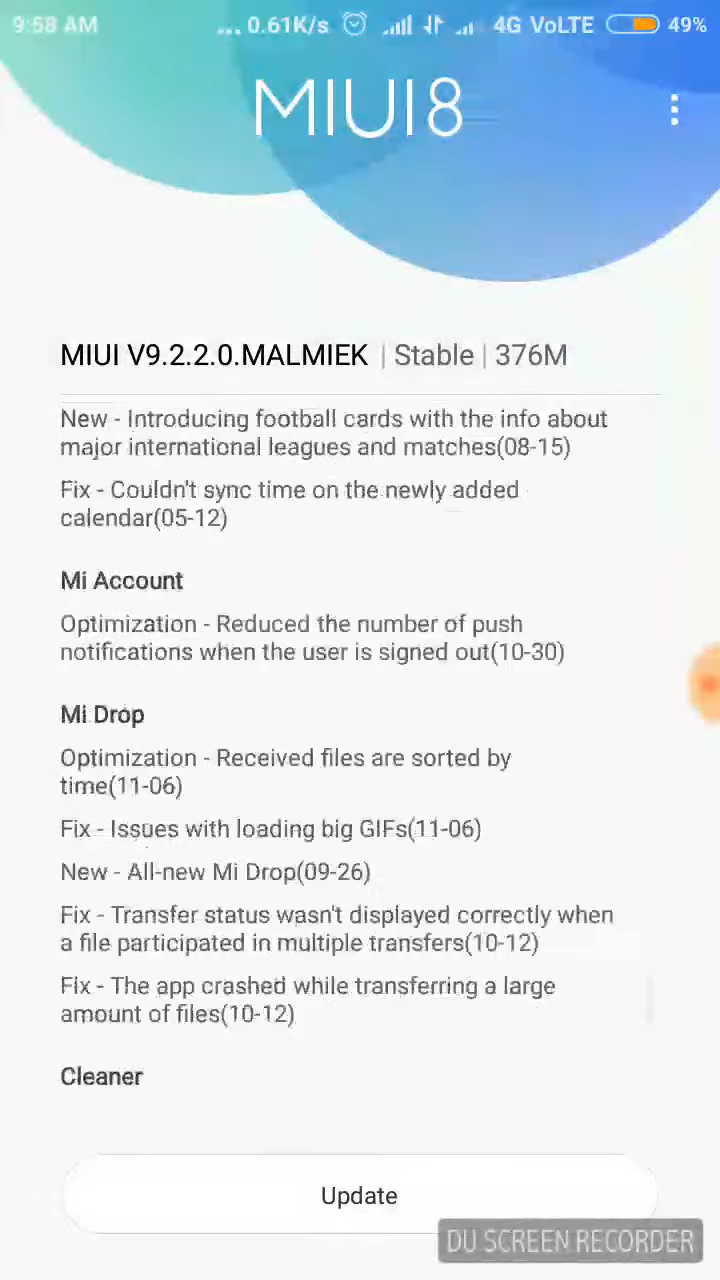 9:58 AM ... 0.61K/s 4G VoLTE 49%
MIUI 8
MIUI V9.2.2.0.MALMIEK | Stable | 376M
New - Introducing football cards with the info about
major international leagues and matches(08-15)
Fix - Couldn't sync time on the newly added
calendar(05-12)
Mi Account
Optimization - Reduced the number of push
notifications when the user is signed out(10-30)
Mi Drop
Optimization - Received files are sorted by
time(11-06)
Fix - Issues with loading big GIFs(11-06)
New - All-new Mi Drop(09-26)
Fix - Transfer status wasn't displayed correctly when
a file participated in multiple transfers(10-12)
Fix - The app crashed while transferring a large
amount of files(10-12)
Cleaner
Update
DU SCREEN RECORDER